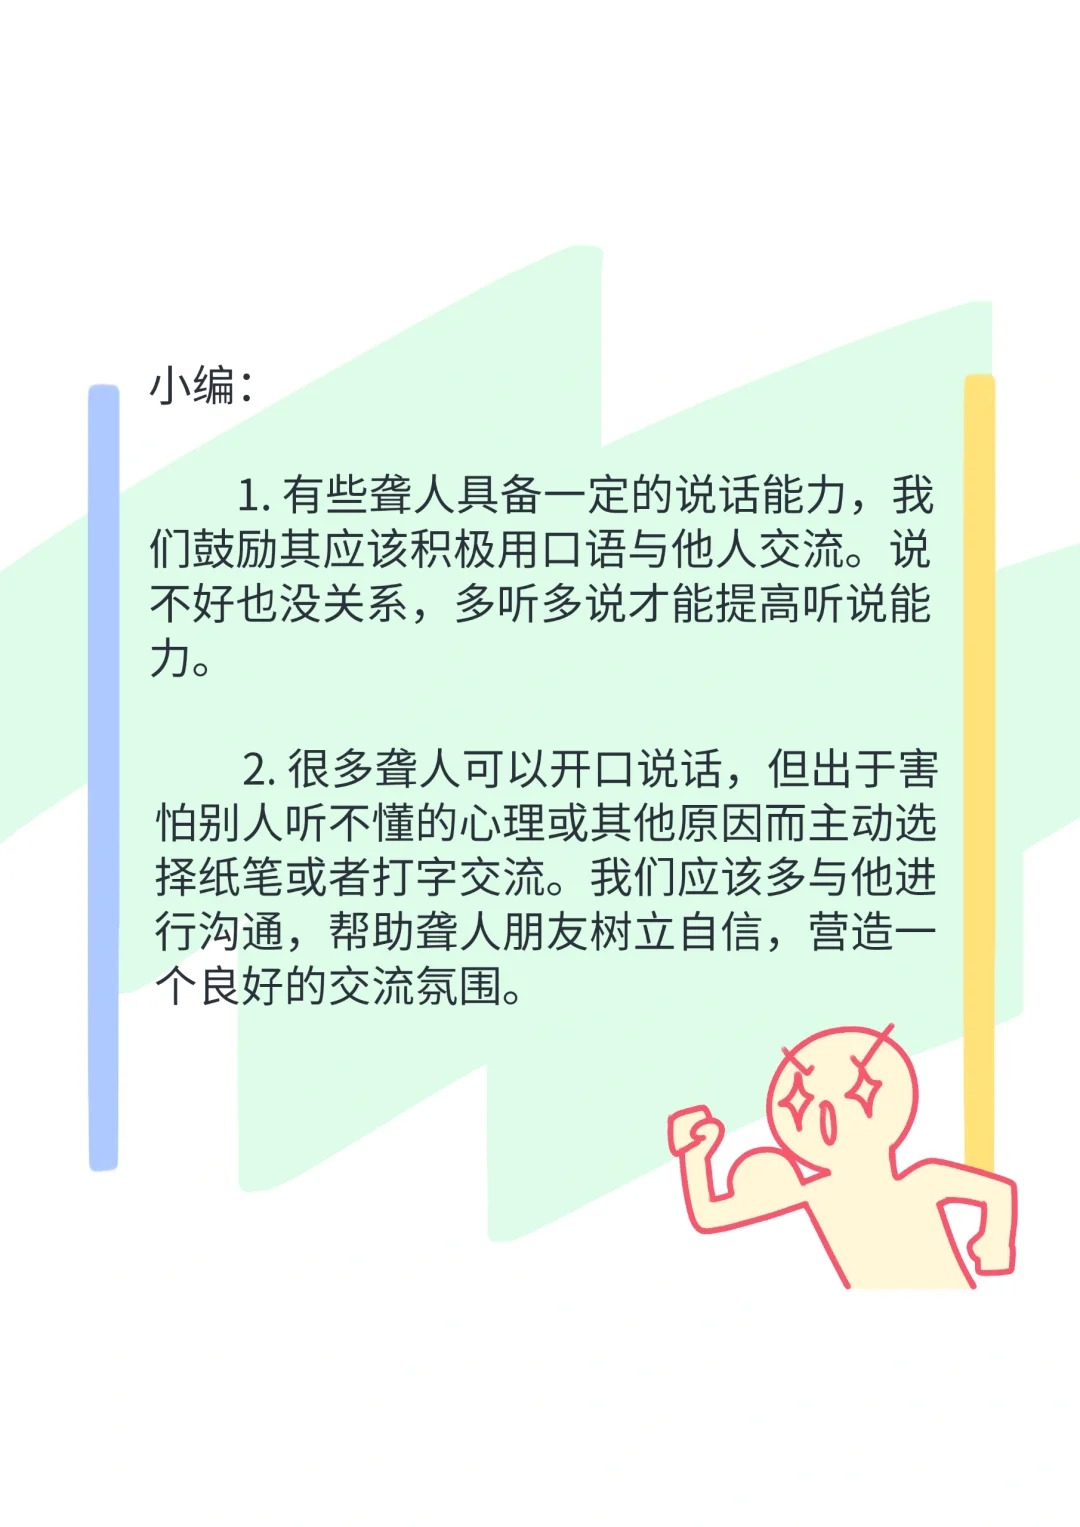 小编：
1. 有些聋人具备一定的说话能力，我
们鼓励其应该积极用口语与他人交流。说
不好也没关系，多听多说才能提高听说能
力。
2. 很多聋人可以开口说话，但出于害
怕别人听不懂的心理或其他原因而主动选
择纸笔或者打字交流。我们应该多与他进
行沟通，帮助聋人朋友树立自信，营造一
个良好的交流氛围。